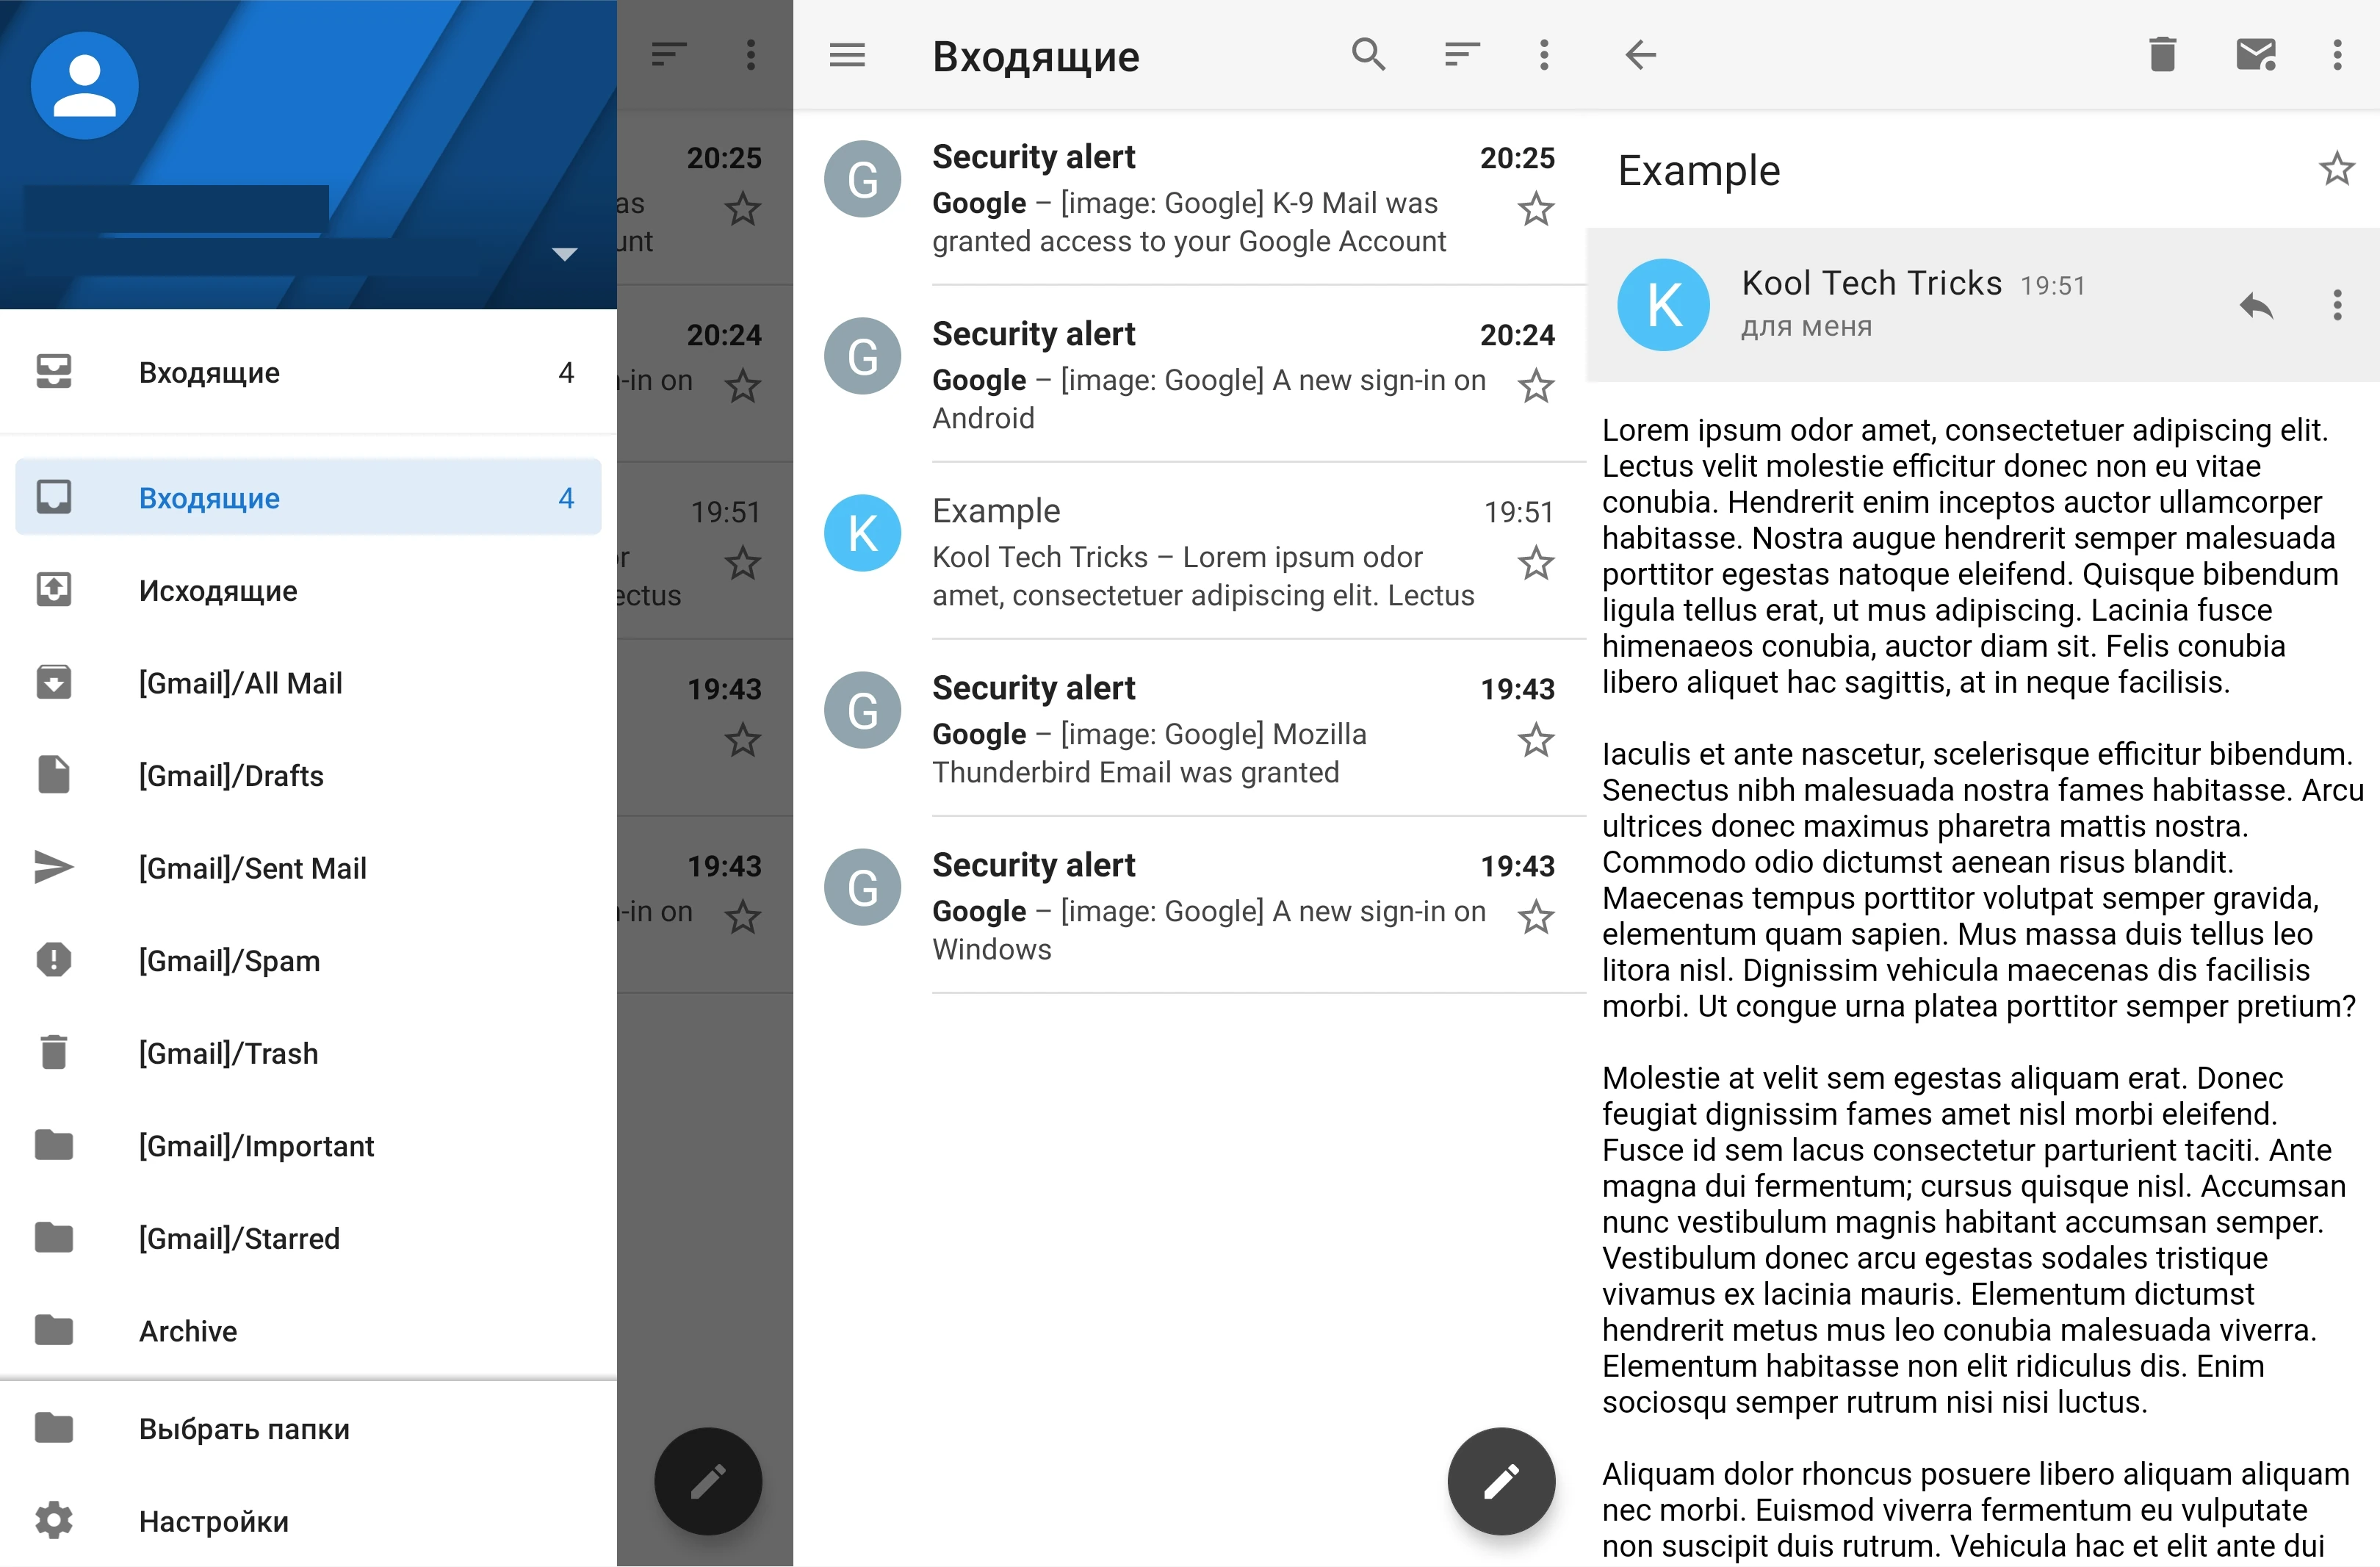 Входящие 4
Входящие 4
Исходящие
[Gmail]/All Mail
[Gmail]/Drafts
[Gmail]/Sent Mail
[Gmail]/Spam
[Gmail]/Trash
[Gmail]/Important
[Gmail]/Starred
Archive
Выбрать папки
Настройки
20:25
as
unt
20:24
-in on
19:51
r
ectus
19:43
19:43
-in on
Входящие
G
Security alert 20:25
Google – [image: Google] K-9 Mail was
granted access to your Google Account
G
Security alert 20:24
Google – [image: Google] A new sign-in on
Android
K
Example 19:51
Kool Tech Tricks – Lorem ipsum odor
amet, consectetuer adipiscing elit. Lectus
G
Security alert 19:43
Google – [image: Google] Mozilla
Thunderbird Email was granted
G
Security alert 19:43
Google – [image: Google] A new sign-in on
Windows
Example
K
Kool Tech Tricks 19:51
для меня
Lorem ipsum odor amet, consectetuer adipiscing elit.
Lectus velit molestie efficitur donec non eu vitae
conubia. Hendrerit enim inceptos auctor ullamcorper
habitasse. Nostra augue hendrerit semper malesuada
porttitor egestas natoque eleifend. Quisque bibendum
ligula tellus erat, ut mus adipiscing. Lacinia fusce
himenaeos conubia, auctor diam sit. Felis conubia
libero aliquet hac sagittis, at in neque facilisis.
Iaculis et ante nascetur, scelerisque efficitur bibendum.
Senectus nibh malesuada nostra fames habitasse. Arcu
ultrices donec maximus pharetra mattis nostra.
Commodo odio dictumst aenean risus blandit.
Maecenas tempus porttitor volutpat semper gravida,
elementum quam sapien. Mus massa duis tellus leo
litora nisl. Dignissim vehicula maecenas dis facilisis
morbi. Ut congue urna platea porttitor semper pretium?
Molestie at velit sem egestas aliquam erat. Donec
feugiat dignissim fames amet nisl morbi eleifend.
Fusce id sem lacus consectetur parturient taciti. Ante
magna dui fermentum; cursus quisque nisl. Accumsan
nunc vestibulum magnis habitant accumsan semper.
Vestibulum donec arcu egestas sodales tristique
vivamus ex lacinia mauris. Elementum dictumst
hendrerit metus mus leo conubia malesuada viverra.
Elementum habitasse non elit ridiculus dis. Enim
sociosqu semper rutrum nisi nisi luctus.
Aliquam dolor rhoncus posuere libero aliquam aliquam
nec morbi. Euismod viverra fermentum eu vulputate
non suscipit duis rutrum. Vehicula hac et elit ante dui